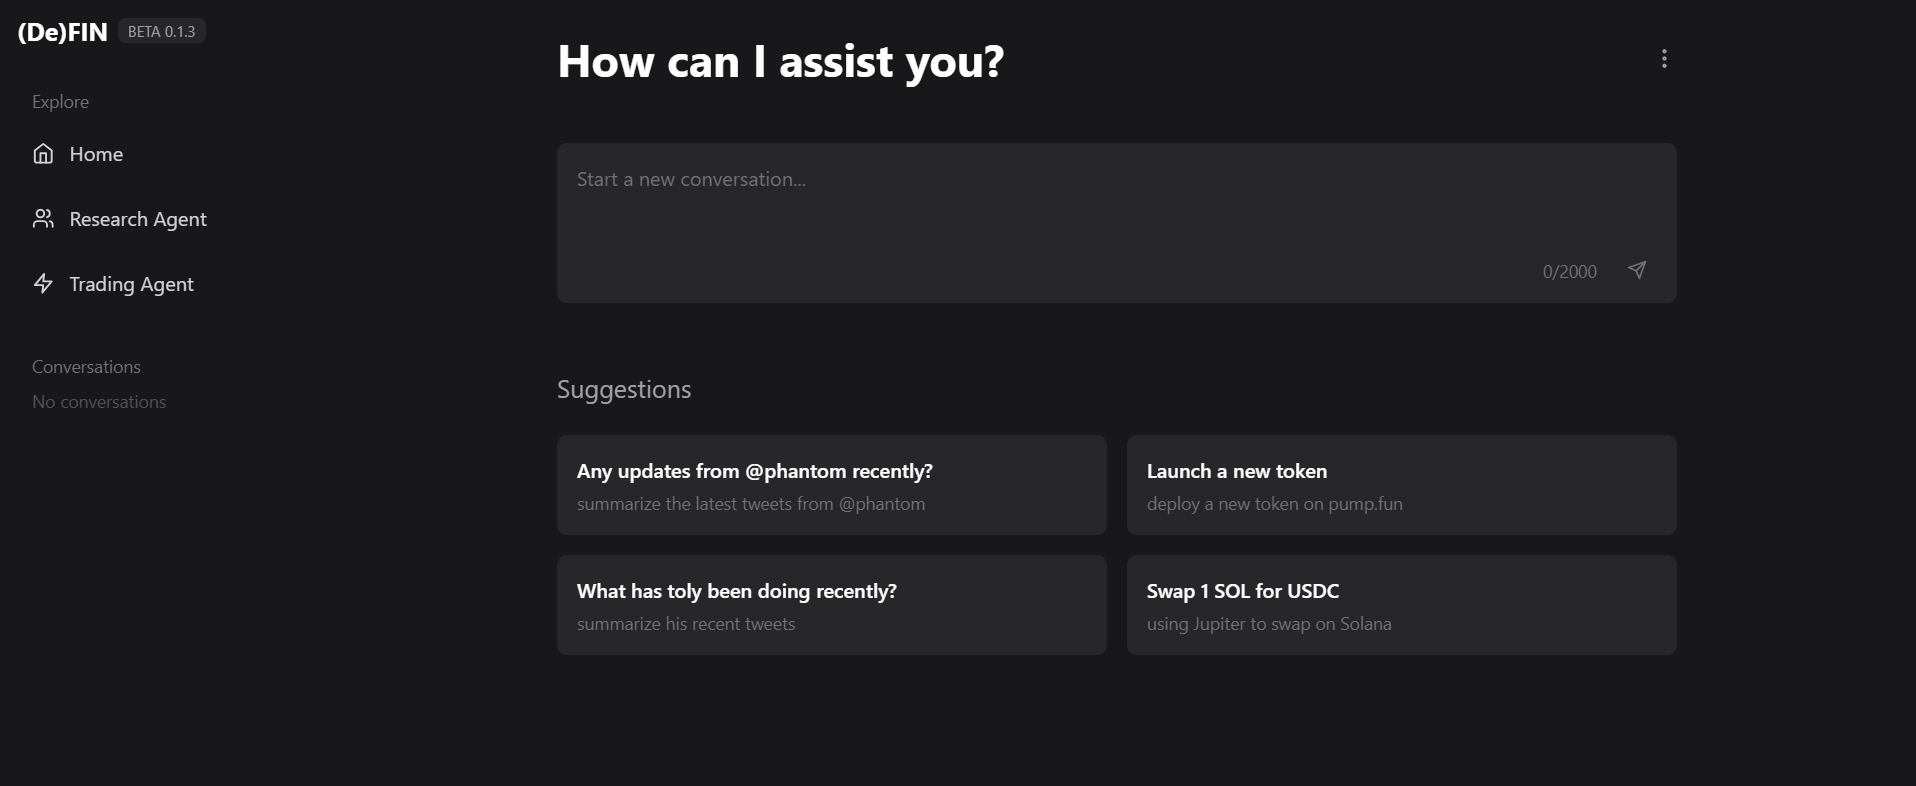 (De)FIN BETA 0.1.3
Explore
Home
Research Agent
Trading Agent
Conversations
No conversations
How can I assist you?
Start a new conversation...
0/2000
Suggestions
Any updates from @phantom recently?
summarize the latest tweets from @phantom
Launch a new token
deploy a new token on pump.fun
What has toly been doing recently?
summarize his recent tweets
Swap 1 SOL for USDC
using Jupiter to swap on Solana